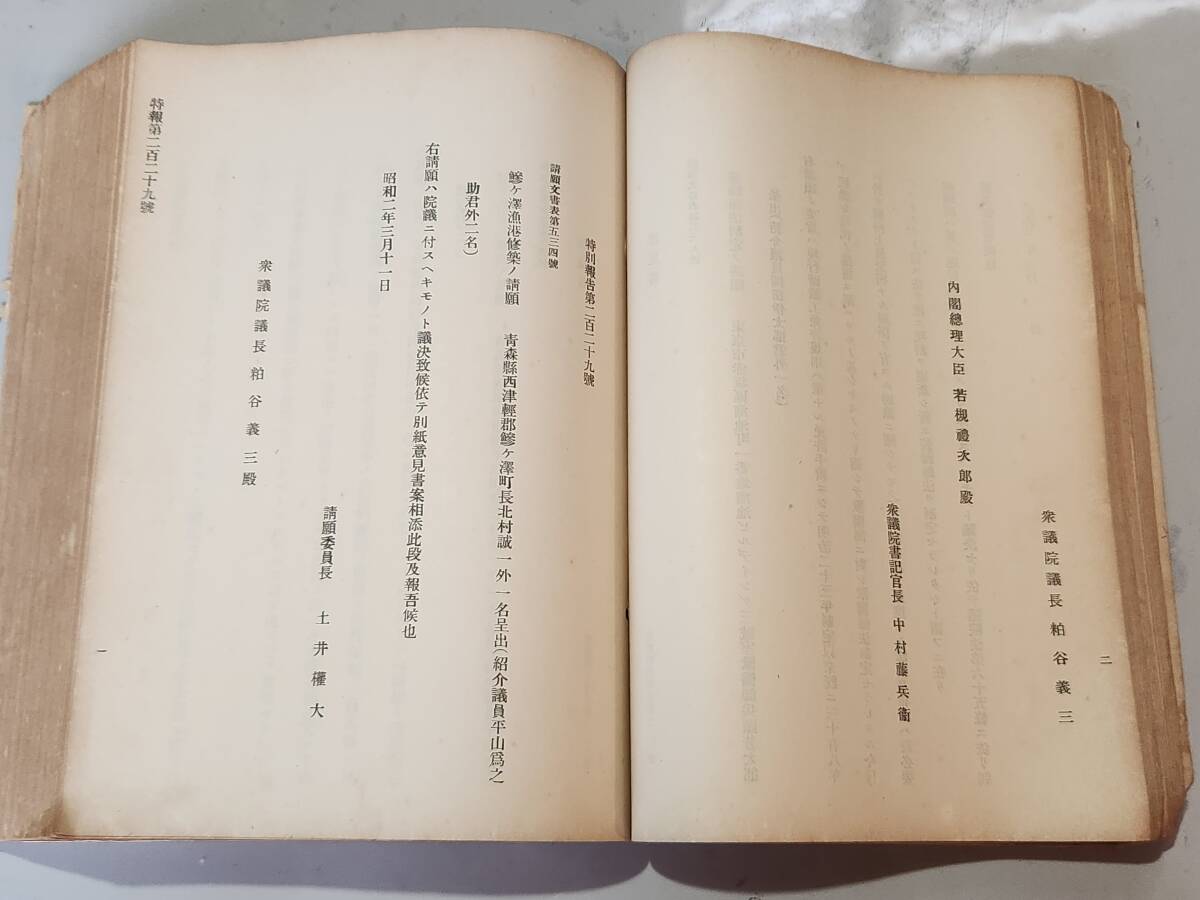 衆議院議長 粕谷義三
内閣總理大臣 若槻禮次郎殿
衆議院書記官長 中村藤兵衞
二
特別報告第二百二十九號
請願文書表第五三四號
鰺ヶ澤漁港修築ノ請願 青森縣西津輕郡鰺ヶ澤町長北村誠一外一名呈出(紹介議員平山爲之
助君外二名)
右請願ハ院議ニ付スヘキモノト議決致候依テ別紙意見書案相添此段及報吿候也
昭和二年三月十一日
請願委員長 土井權大
衆議院議長 粕谷義三殿
特報第二百二十九號
一